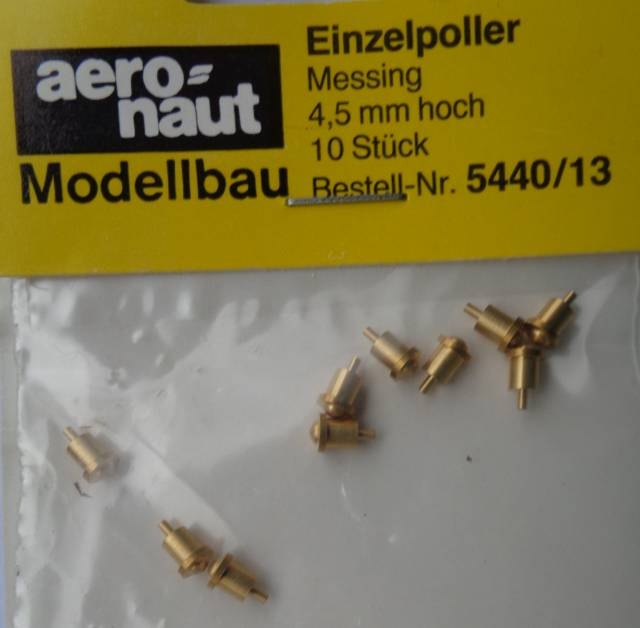 aero-
naut
Modellbau
Einzelpoller
Messing
4,5 mm hoch
10 Stück
Bestell-Nr. 5440/13